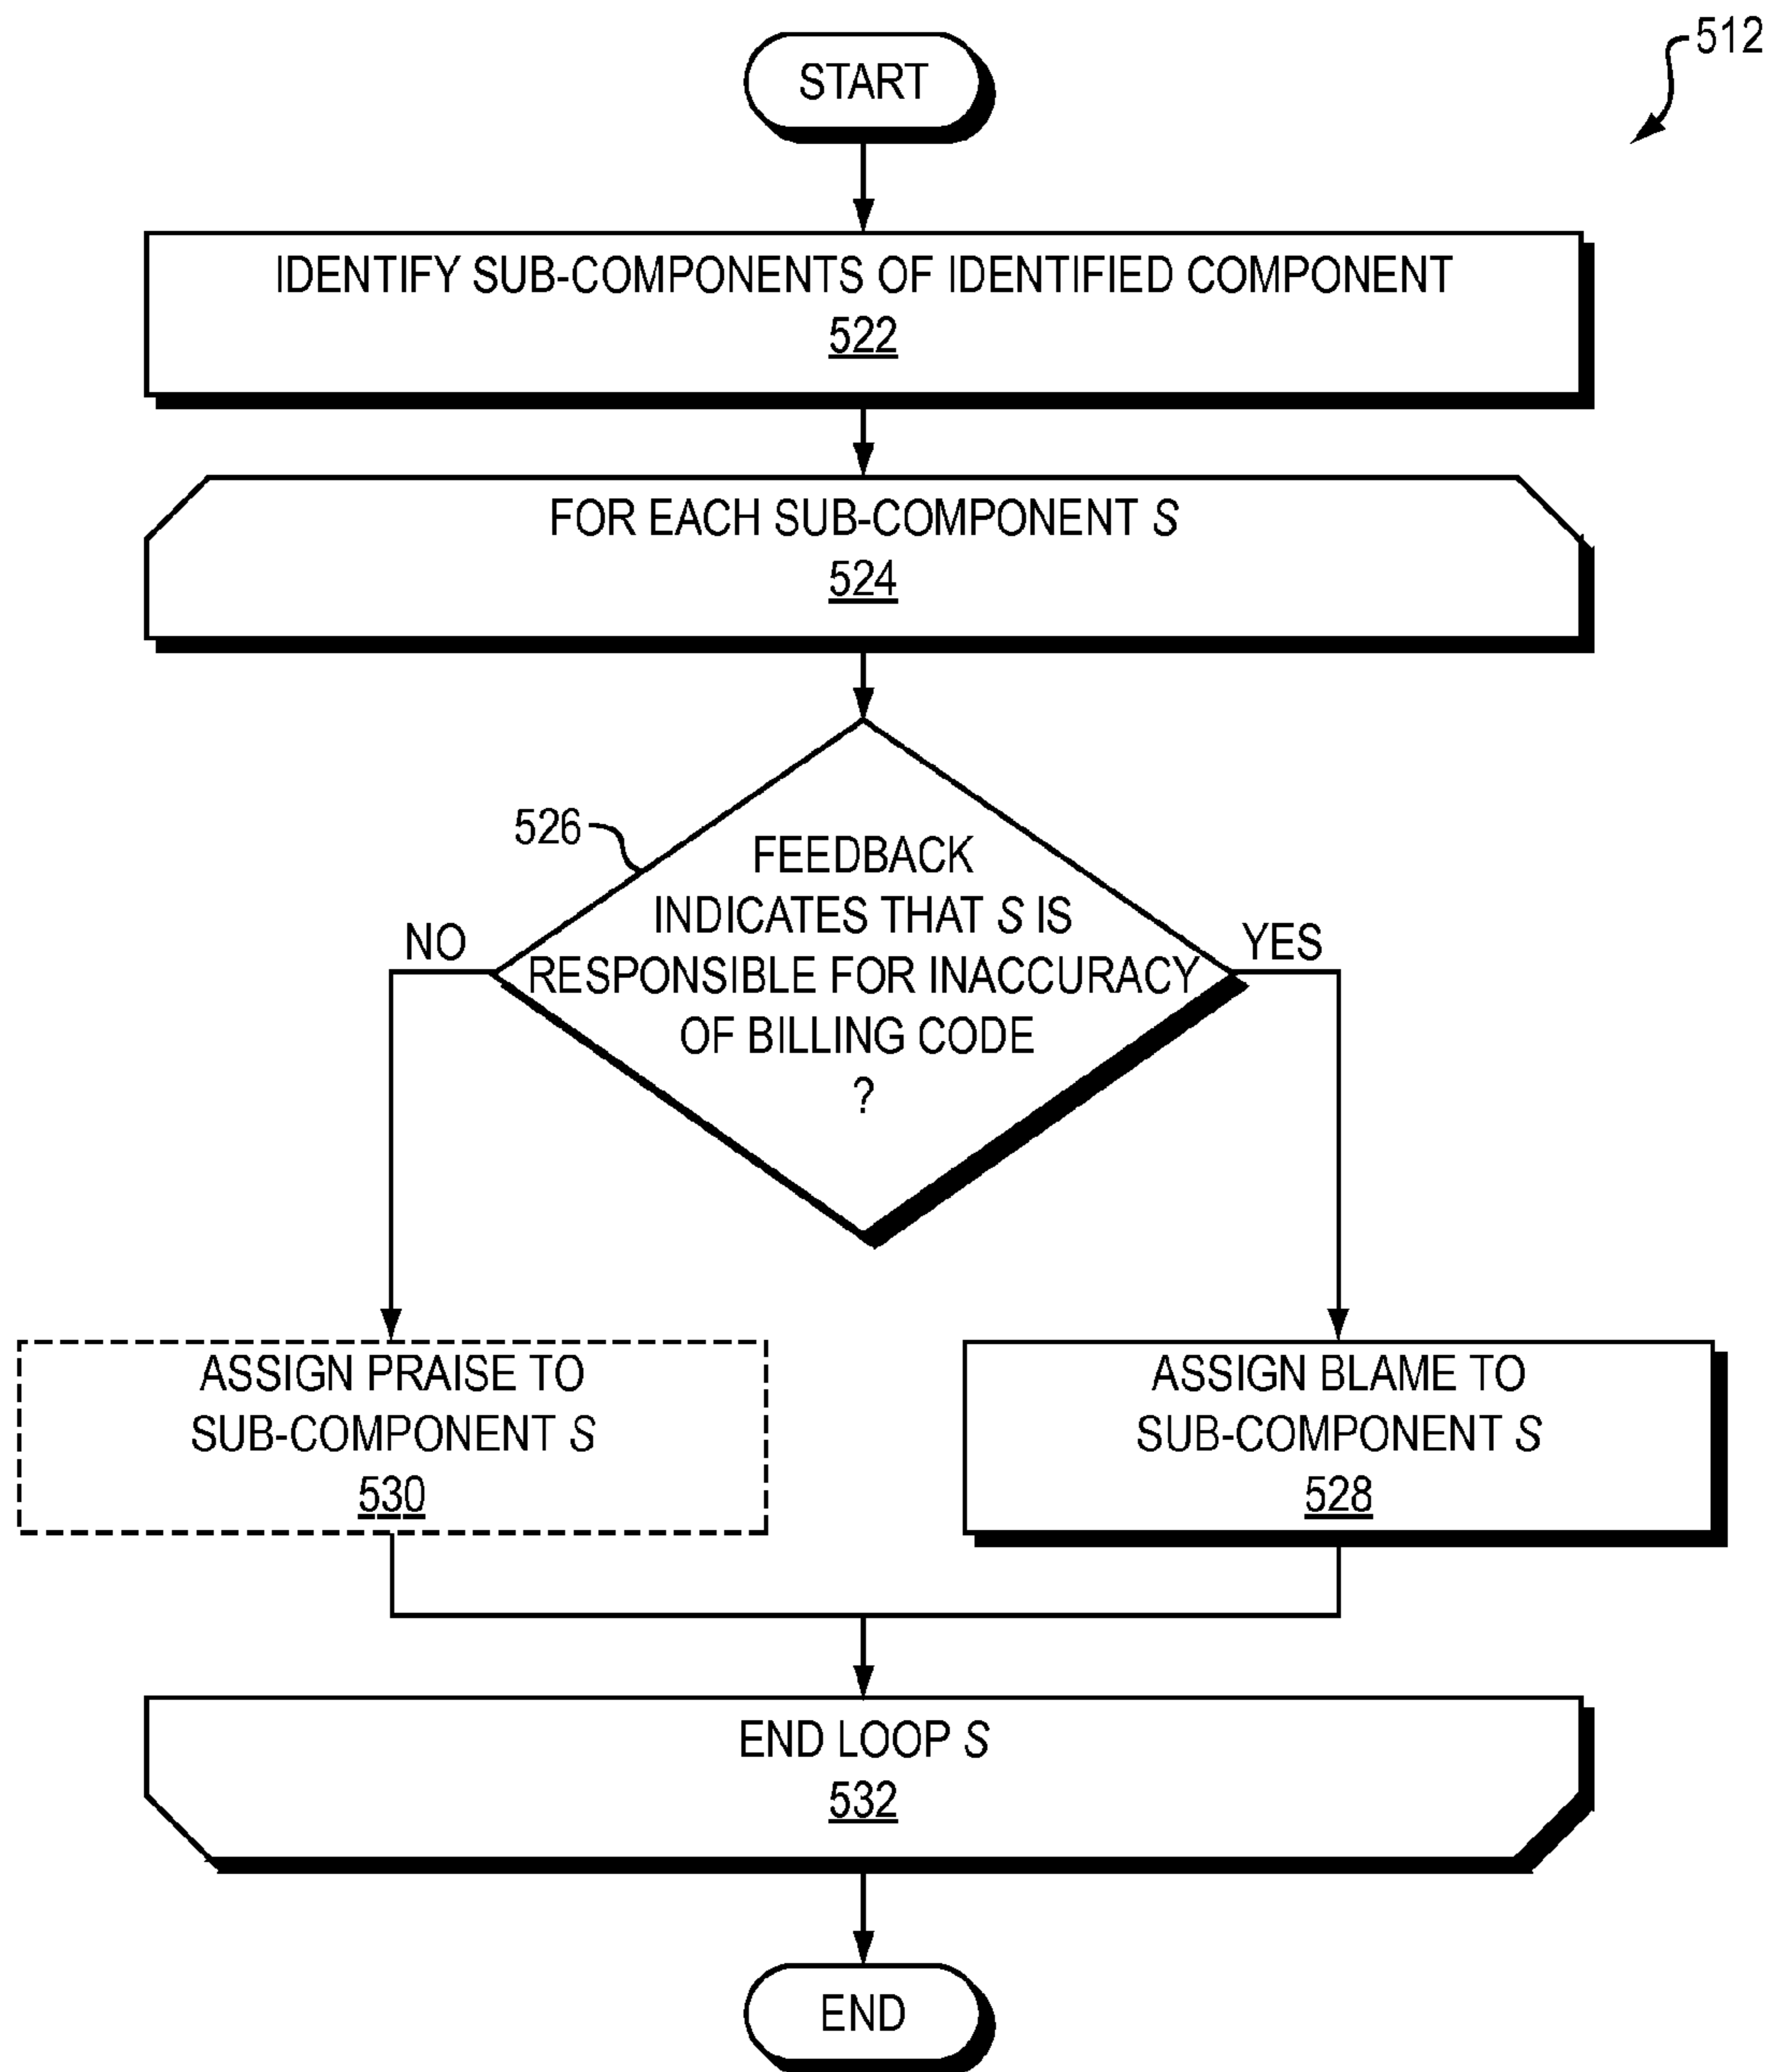 512
START
IDENTIFY SUB-COMPONENTS OF IDENTIFIED COMPONENT
522
FOR EACH SUB-COMPONENT S
524
526
FEEDBACK
INDICATES THAT S IS
RESPONSIBLE FOR INACCURACY
OF BILLING CODE
?
NO
YES
ASSIGN PRAISE TO
SUB-COMPONENT S
530
ASSIGN BLAME TO
SUB-COMPONENT S
528
END LOOP S
532
END